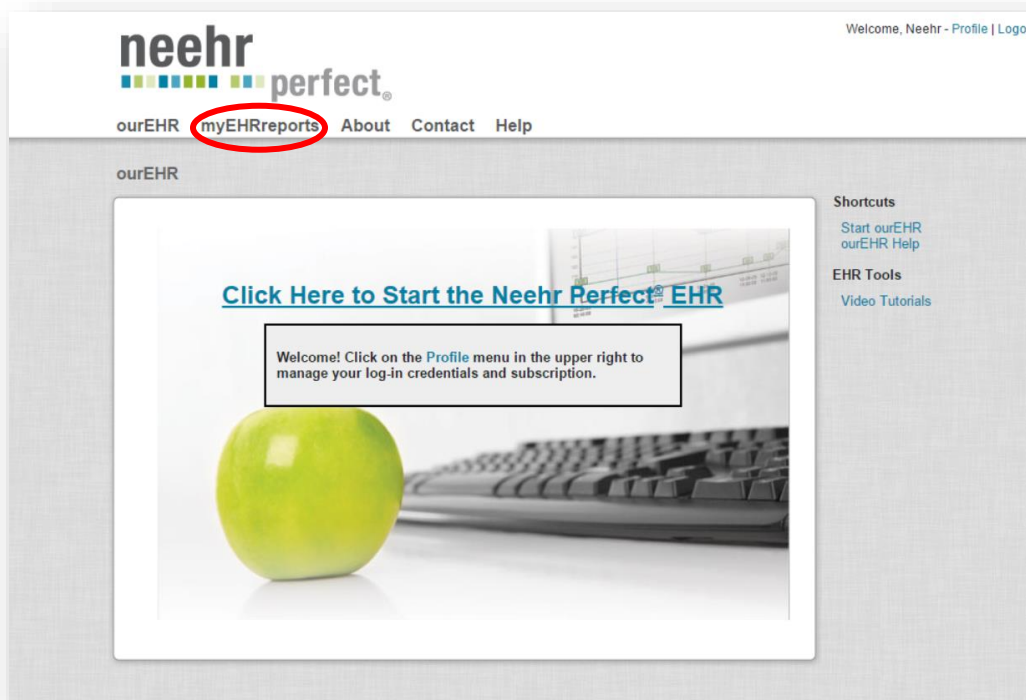 Welcome, Neehr - Profile | Logo
neehr
perfect®
ourEHR myEHRreports About Contact Help
ourEHR
Shortcuts
Start ourEHR
ourEHR Help
EHR Tools
Video Tutorials
Click Here to Start the Neehr Perfect® EHR
Welcome! Click on the Profile menu in the upper right to
manage your log-in credentials and subscription.